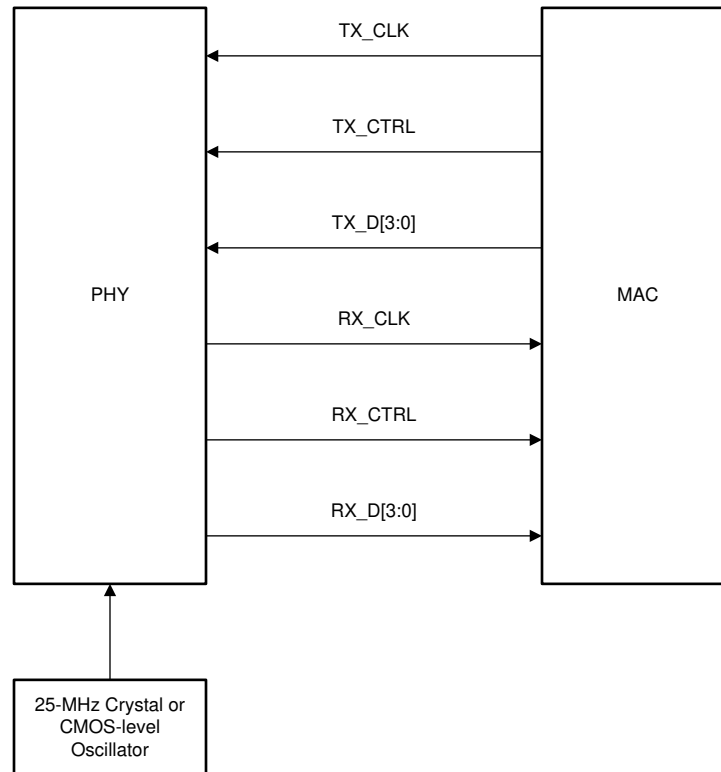 TX_CLK
TX_CTRL
TX_D[3:0]
PHY
MAC
RX_CLK
RX_CTRL
RX_D[3:0]
25-MHz Crystal or
CMOS-level
Oscillator